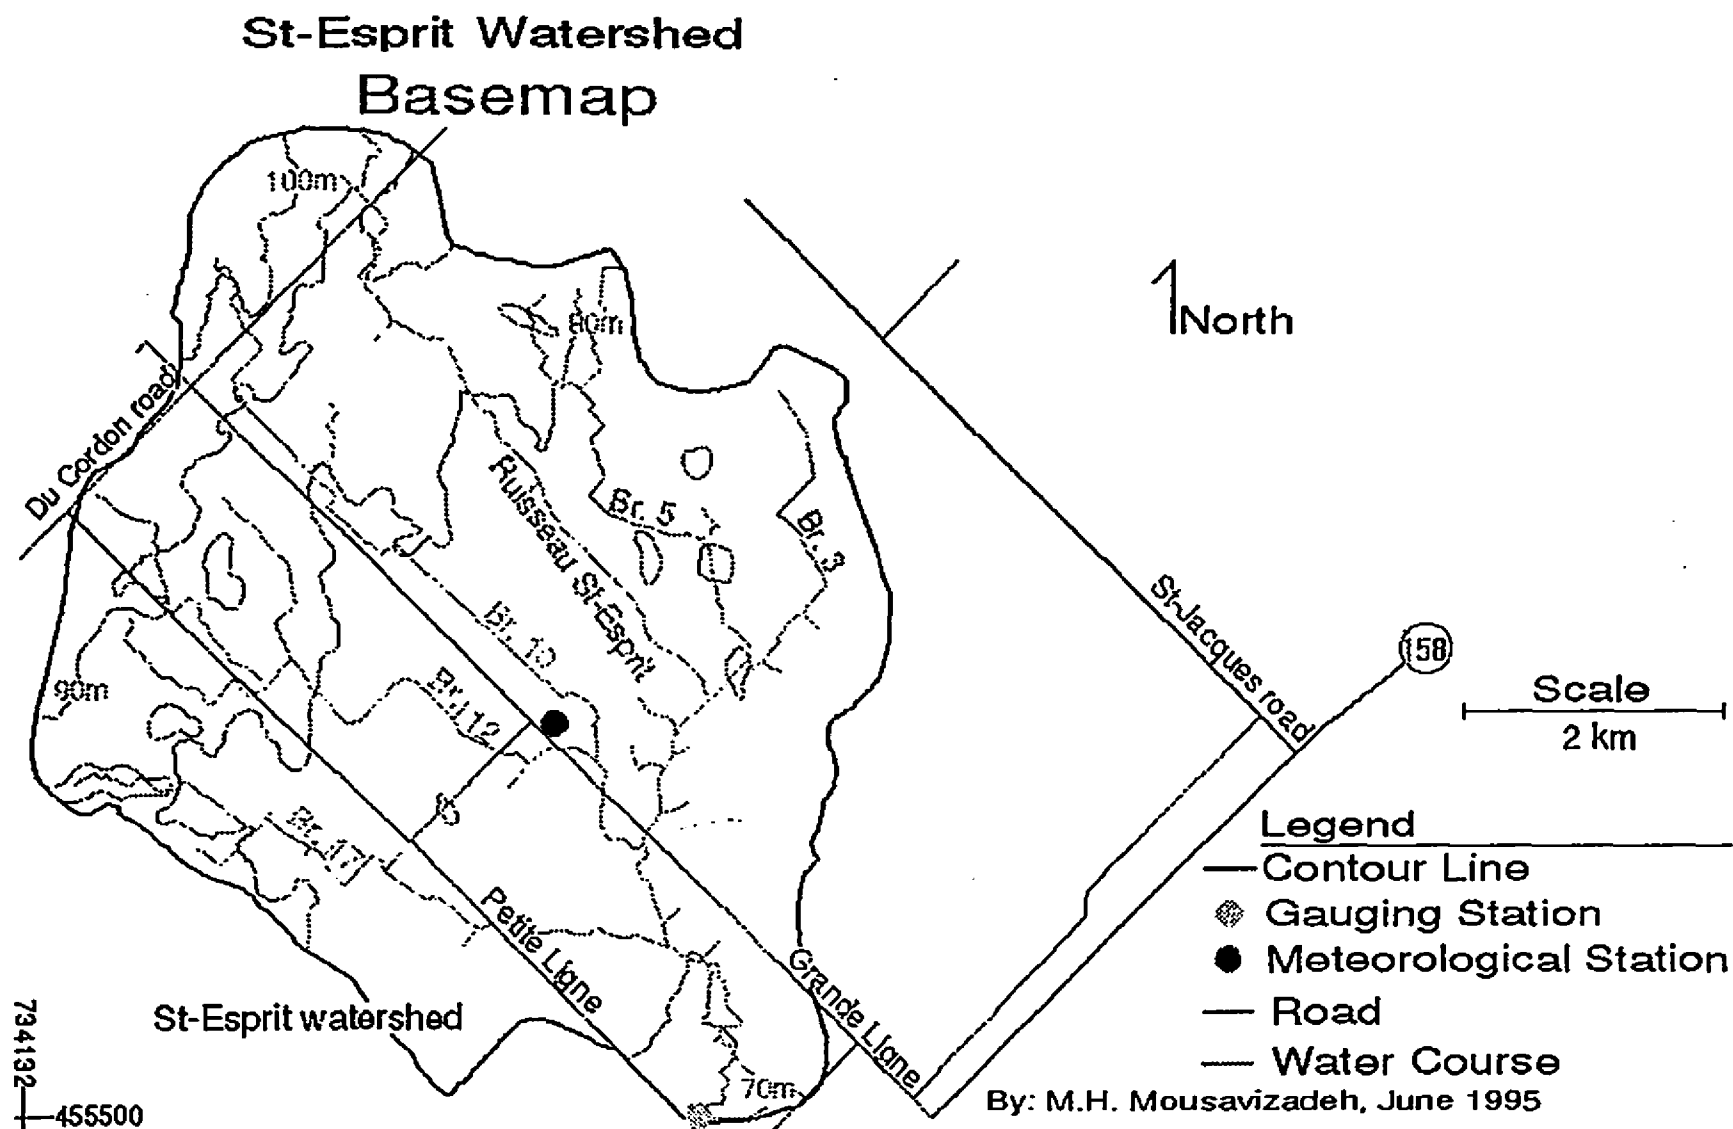 St-Esprit Watershed
Basemap
100m
80m
North
Du Cordon road
Ruisseau St-Esprit
Br. 5
Br. 3
St-Jacques road
158
Br. 10
Br. 12
90m
Scale
2 km
Br. 17
Legend
Contour Line
Gauging Station
Meteorological Station
Road
Water Course
Petite Ligne
Grande Ligne
St-Esprit watershed
70m
By: M.H. Mousavizadeh, June 1995
734192
455500